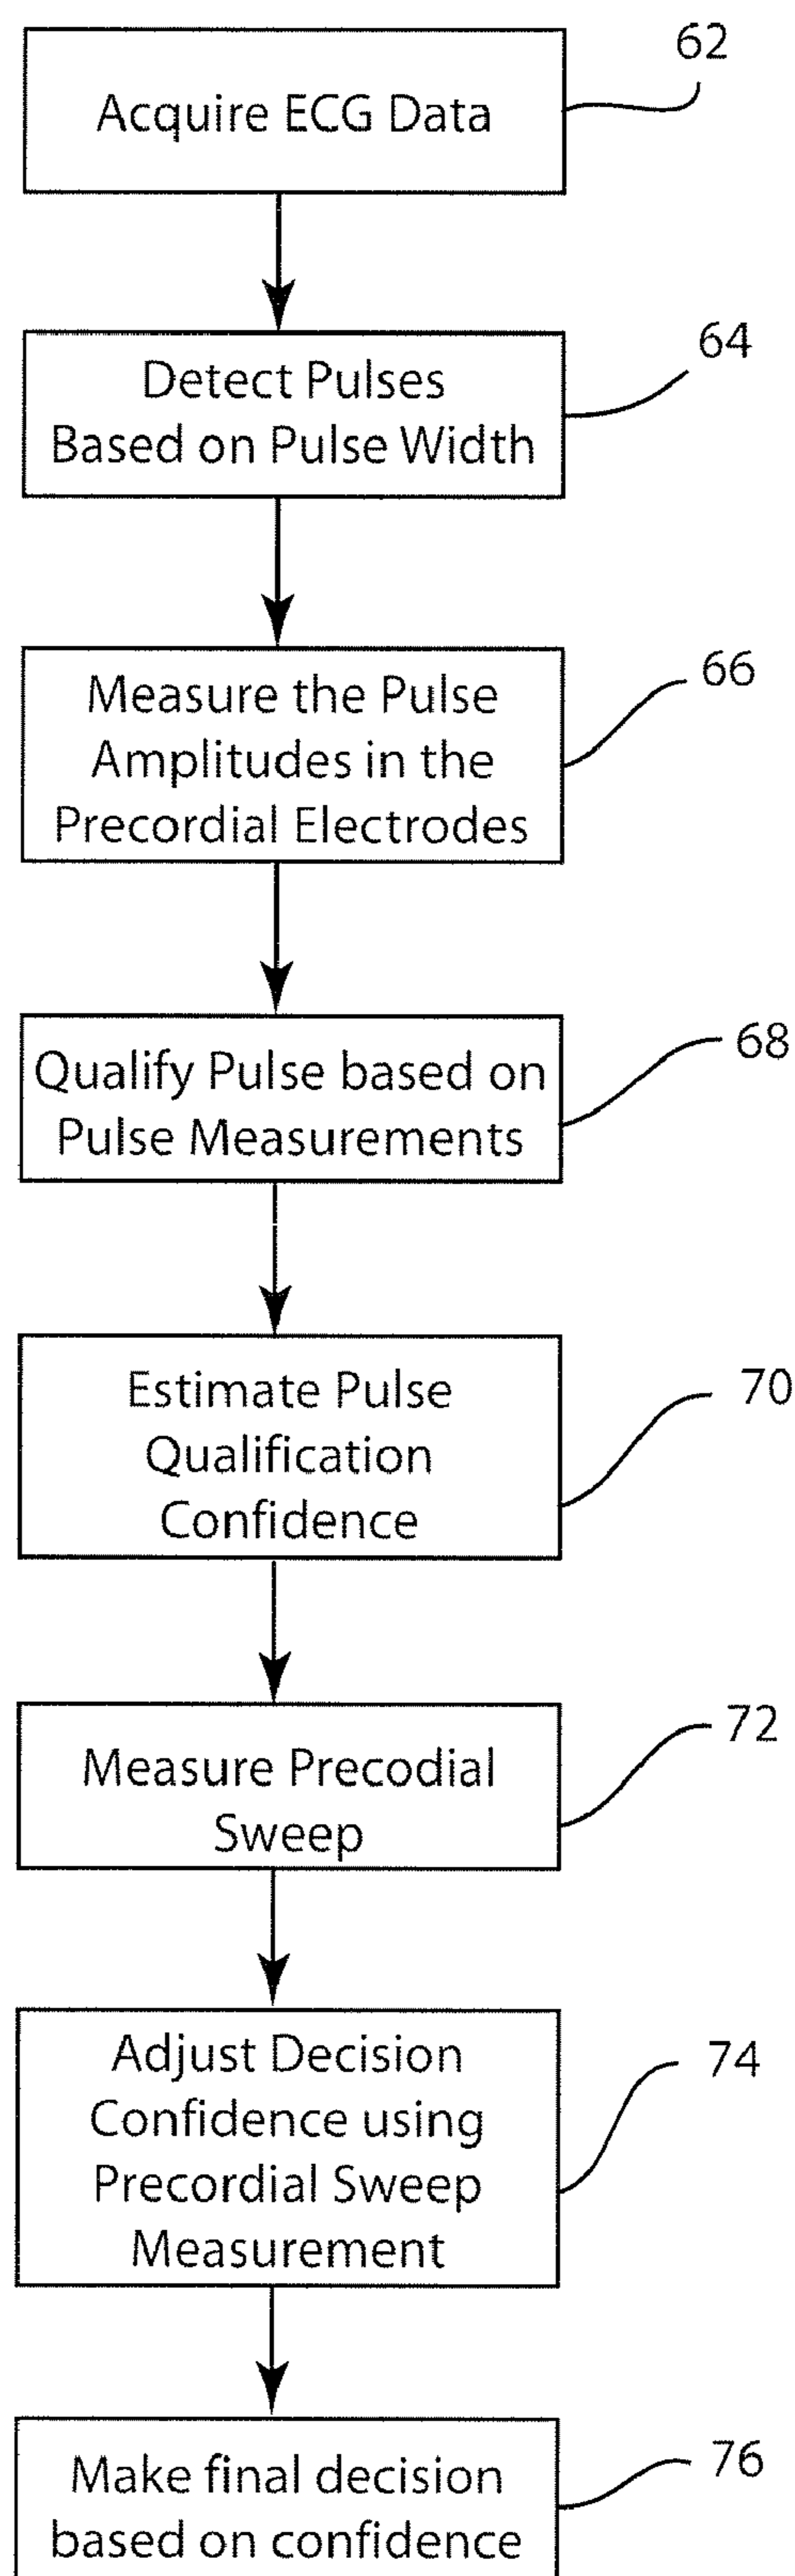 62
Acquire ECG Data
64
Detect Pulses
Based on Pulse Width
66
Measure the Pulse
Amplitudes in the
Precordial Electrodes
68
Qualify Pulse based on
Pulse Measurements
70
Estimate Pulse
Qualification
Confidence
72
Measure Precodial
Sweep
74
Adjust Decision
Confidence using
Precordial Sweep
Measurement
76
Make final decision
based on confidence